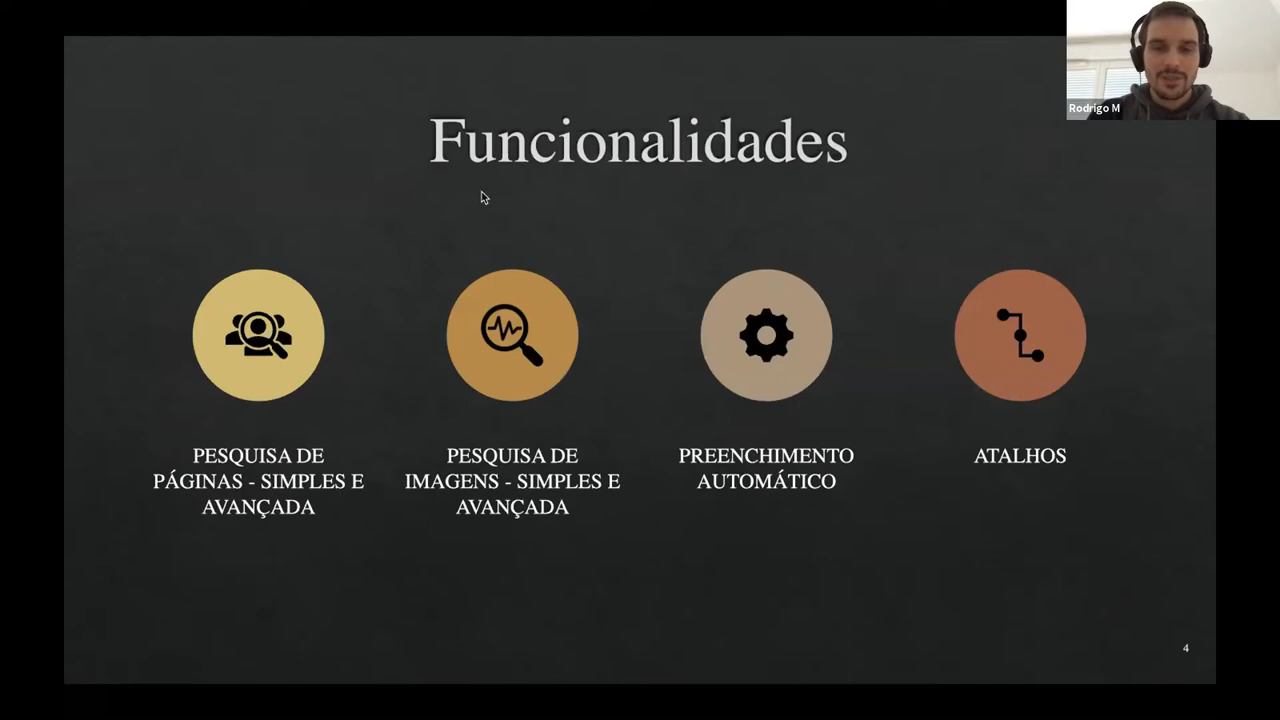 Rodrigo M
Funcionalidades
PESQUISA DE
PÁGINAS - SIMPLES E
AVANÇADA
PESQUISA DE
IMAGENS - SIMPLES E
AVANÇADA
PREENCHIMENTO
AUTOMÁTICO
ATALHOS
4